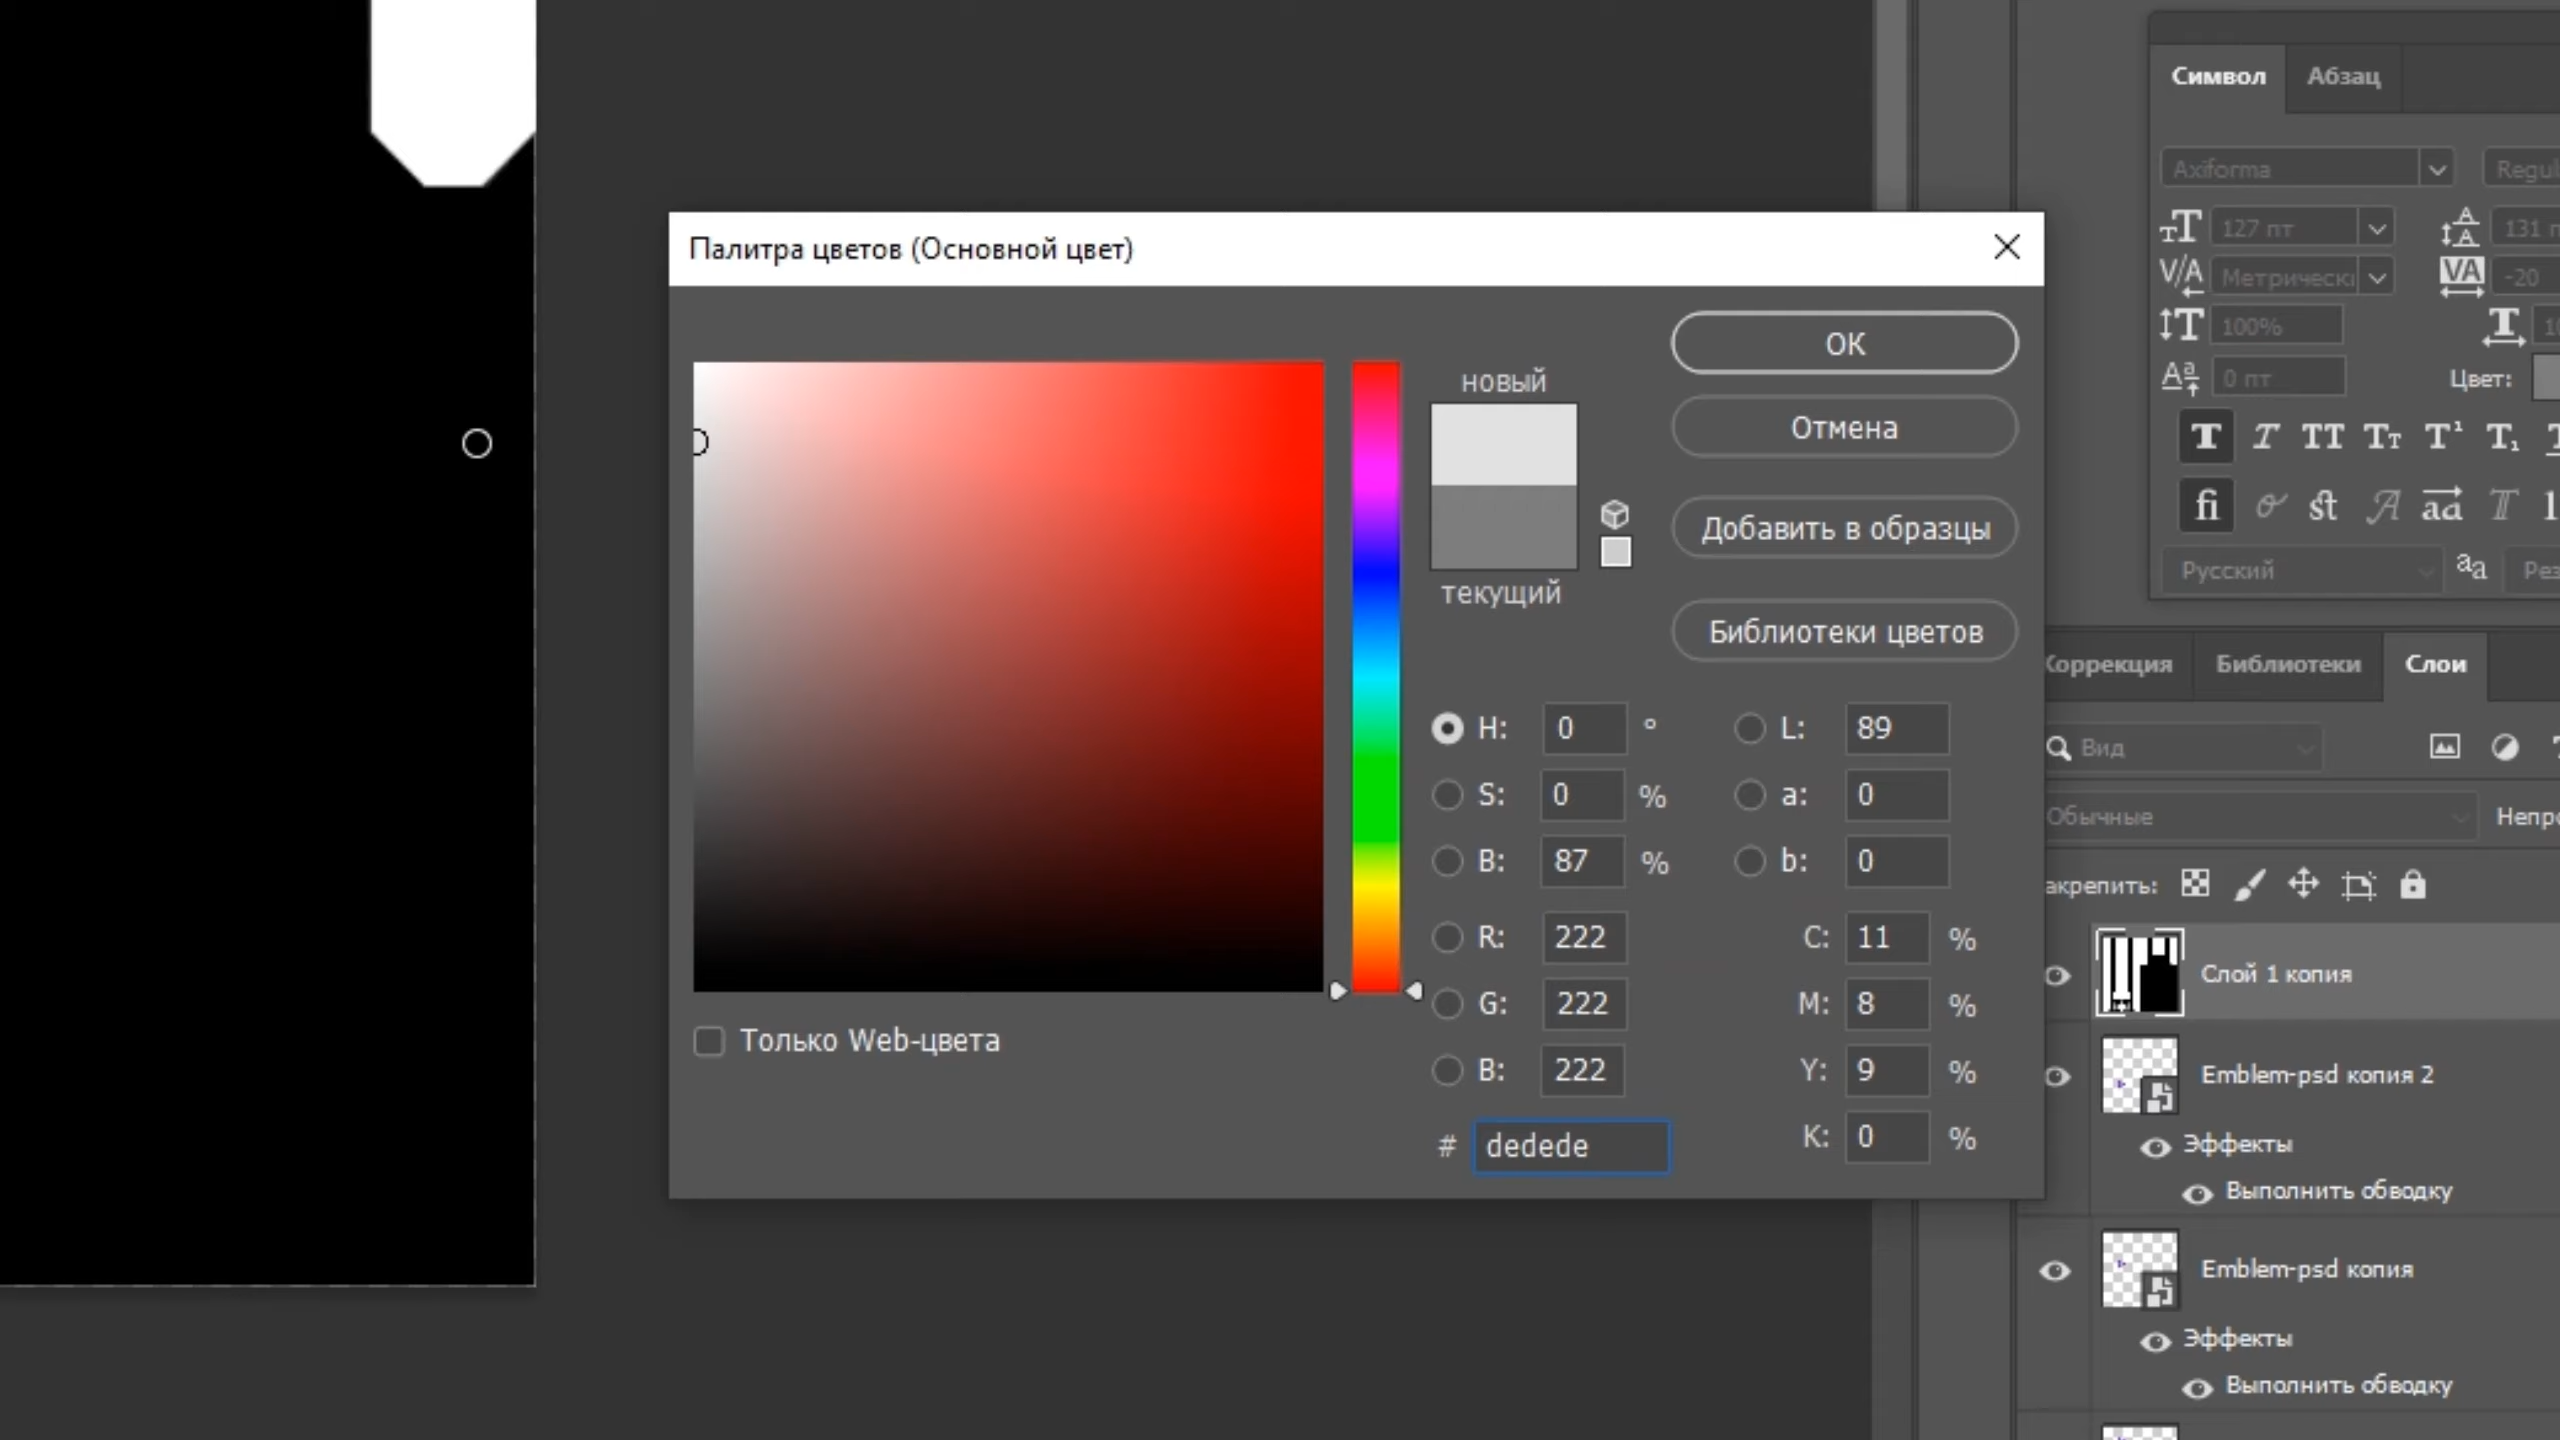 Символ Абзац
Axiforma
127 пт
131
Метрическ
-20
100%
0 пт
Цвет:
Русский
Палитра цветов (Основной цвет)
новый
текущий
ОК
Отмена
Добавить в образцы
Библиотеки цветов
H: 0 °
S: 0 %
B: 87 %
R: 222
G: 222
B: 222
# dedede
L: 89
a: 0
b: 0
C: 11 %
M: 8 %
Y: 9 %
K: 0 %
Только Web-цвета
Коррекция Библиотеки Слои
Вид
Обычные
акрепить:
Слой 1 копия
Emblem-psd копия 2
Эффекты
Выполнить обводку
Emblem-psd копия
Эффекты
Выполнить обводку